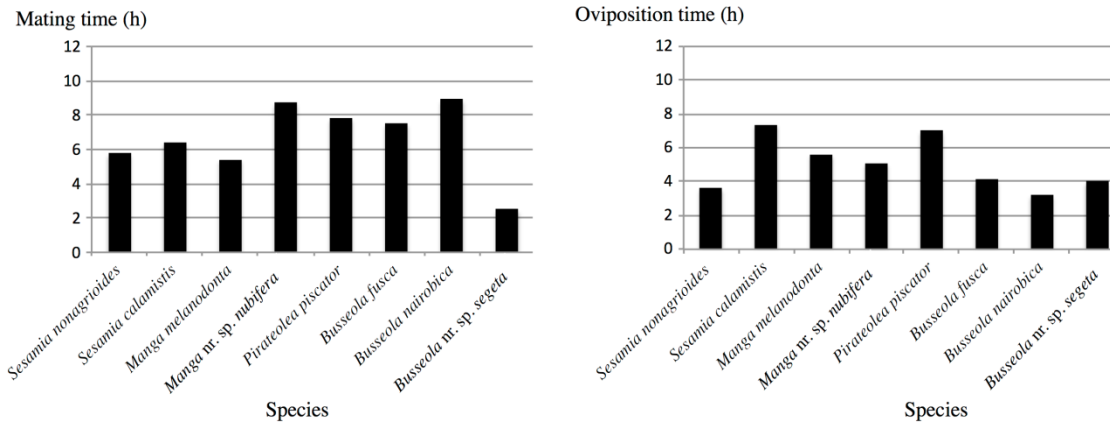 Mating time (h)
12
10
8
6
4
2
0
Sesamia nonagrioides
Sesamia calamistis
Manga melanodonta
Manga nr. sp. nubifera
Pirateolea piscator
Busseola fusca
Busseola nairobica
Busseola nr. sp. segeta
Species
Oviposition time (h)
12
10
8
6
4
2
0
Sesamia nonagrioides
Sesamia calamistis
Manga melanodonta
Manga nr. sp. nubifera
Pirateolea piscator
Busseola fusca
Busseola nairobica
Busseola nr. sp. segeta
Species